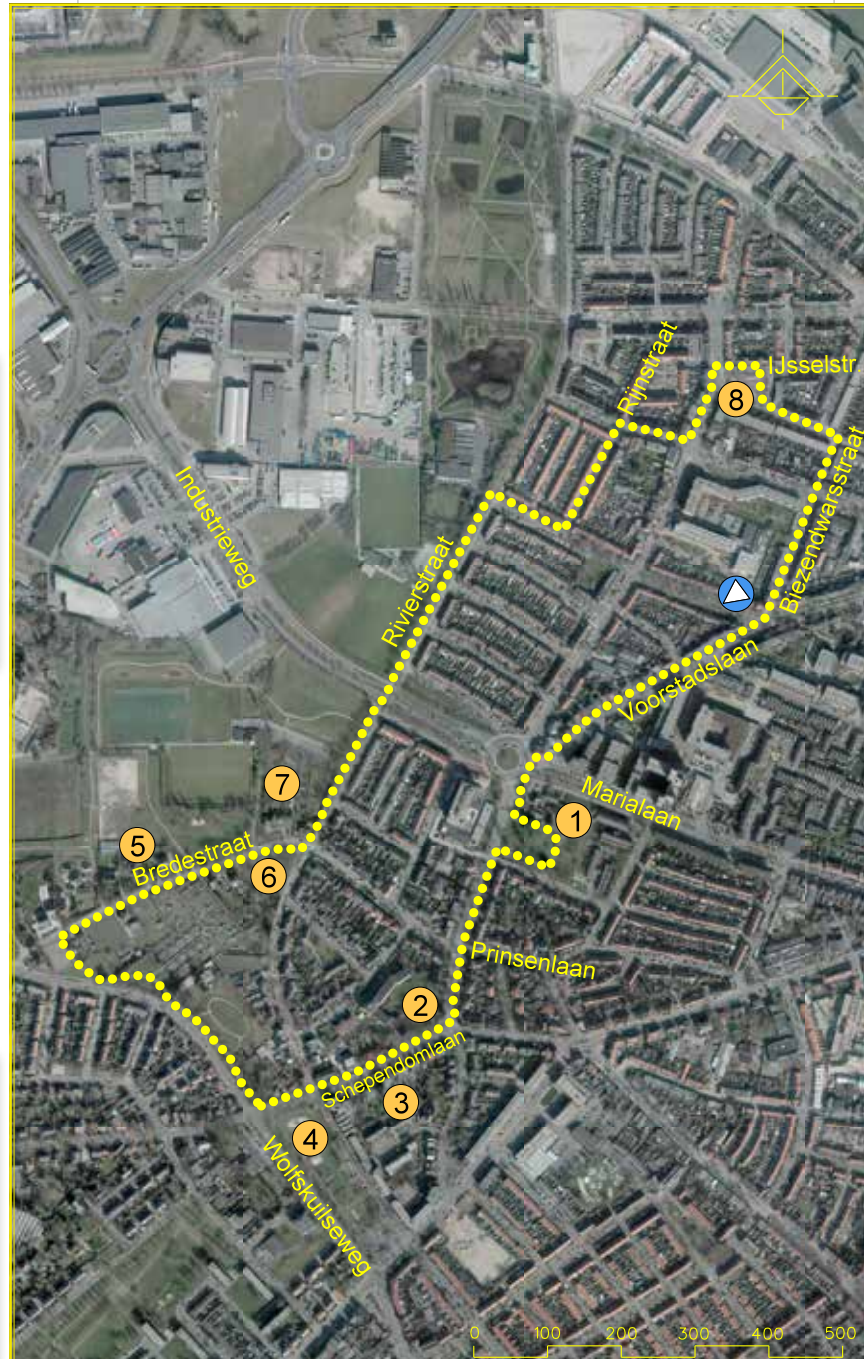 IJsselstr.
8
Rijnstraat
Biezendwarsstraat
Industrieweg
Rivierstraat
Voorstadslaan
7
Marialaan
1
5
Bredestraat
6
Prinsenlaan
2
Schependomlaan
3
4
Wolfskuilseweg
0 100 200 300 400 500